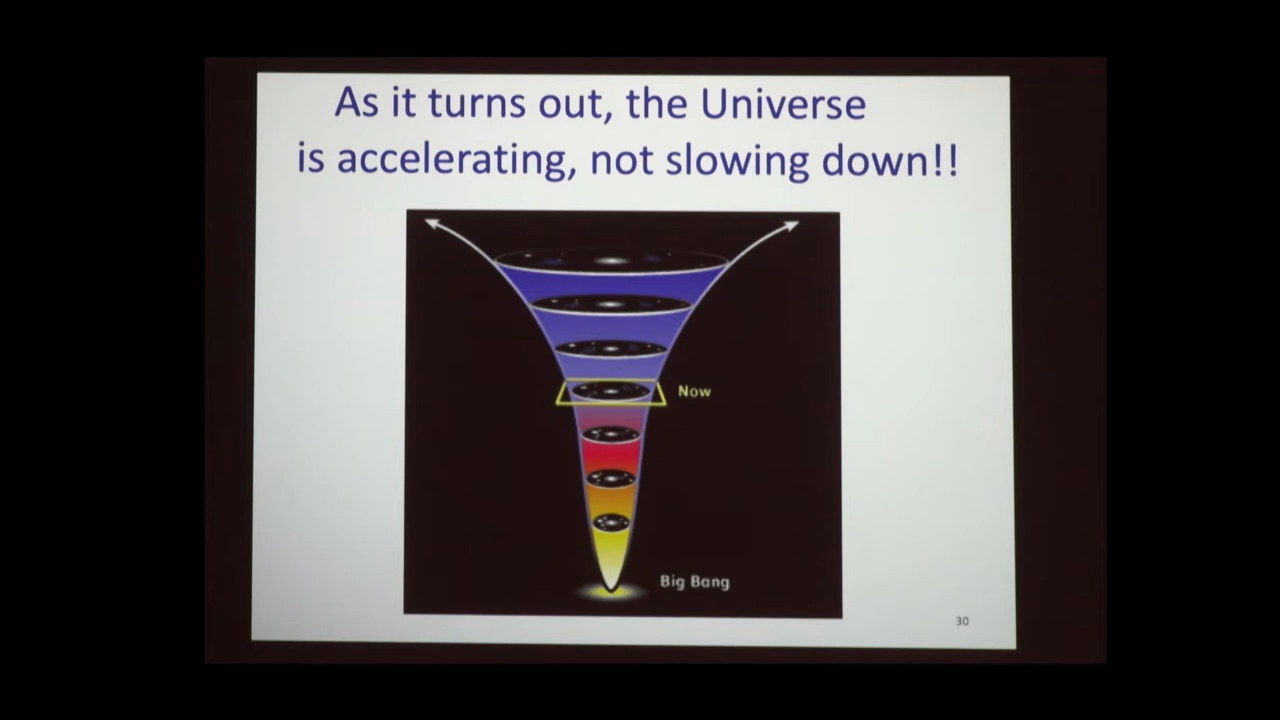 As it turns out, the Universe
is accelerating, not slowing down!!
Now
Big Bang
30